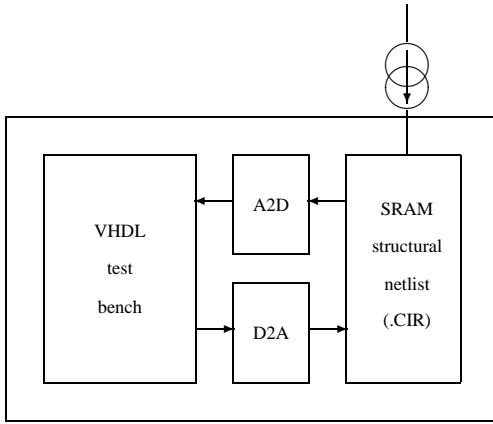 VHDL
test
bench
A2D
D2A
SRAM
structural
netlist
(.CIR)